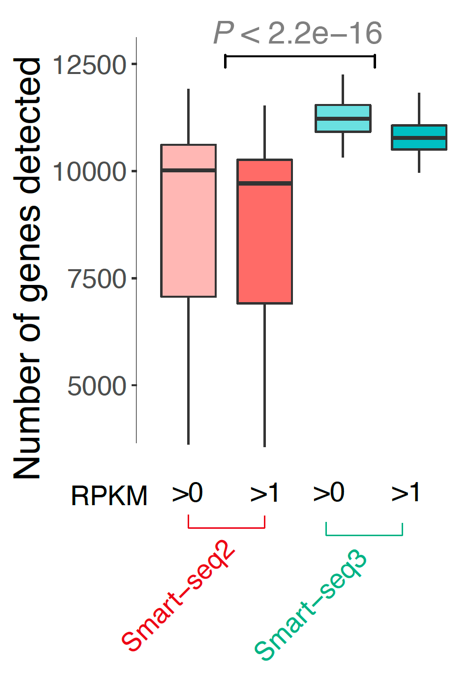 P < 2.2e−16
Number of genes detected
12500
10000
7500
5000
RPKM >0 >1 >0 >1
Smart−seq2
Smart−seq3